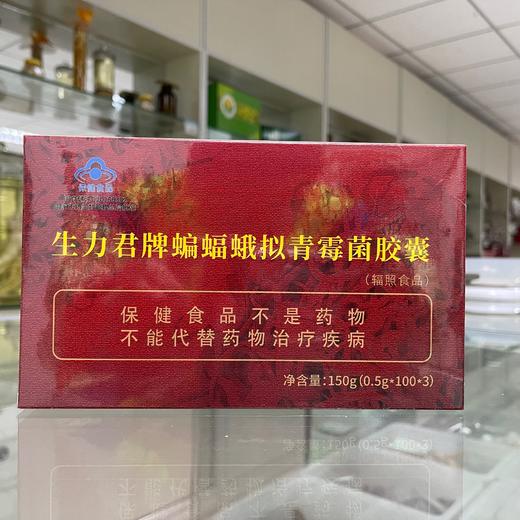 保健食品
生力君牌蝙蝠蛾拟青霉菌胶囊
（辐照食品）
保健食品不是药物
不能代替药物治疗疾病
净含量:150g(0.5g*100*3)